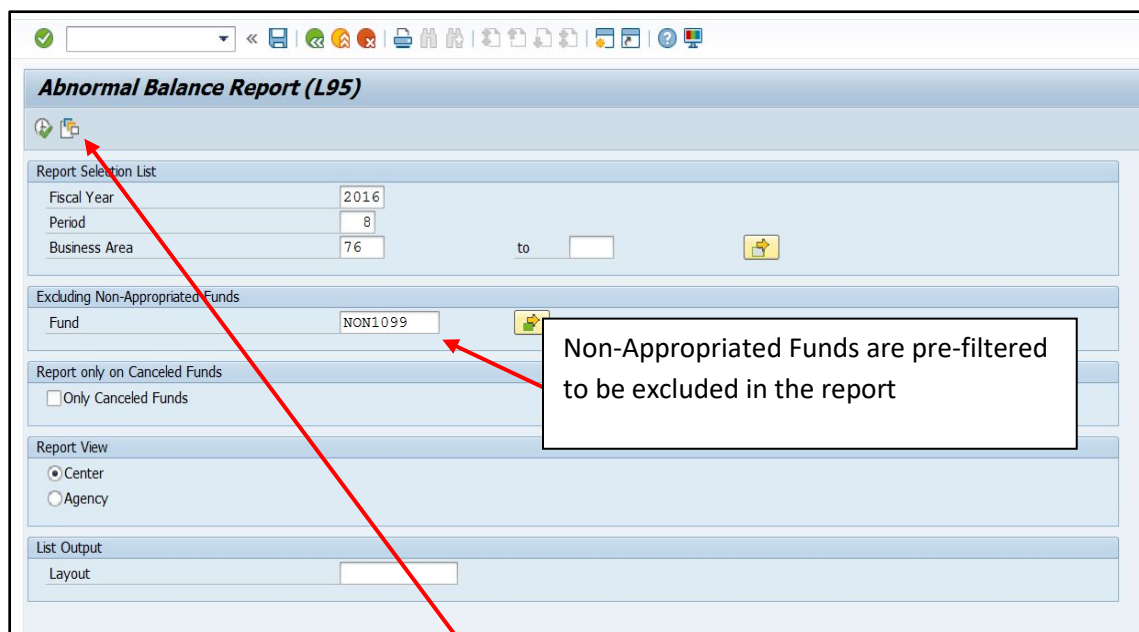 Abnormal Balance Report (L95)
Report Selection List
Fiscal Year 2016
Period 8
Business Area 76 to
Excluding Non-Appropriated Funds
Fund NON1099
Non-Appropriated Funds are pre-filtered
to be excluded in the report
Report only on Canceled Funds
Only Canceled Funds
Report View
Center
Agency
List Output
Layout